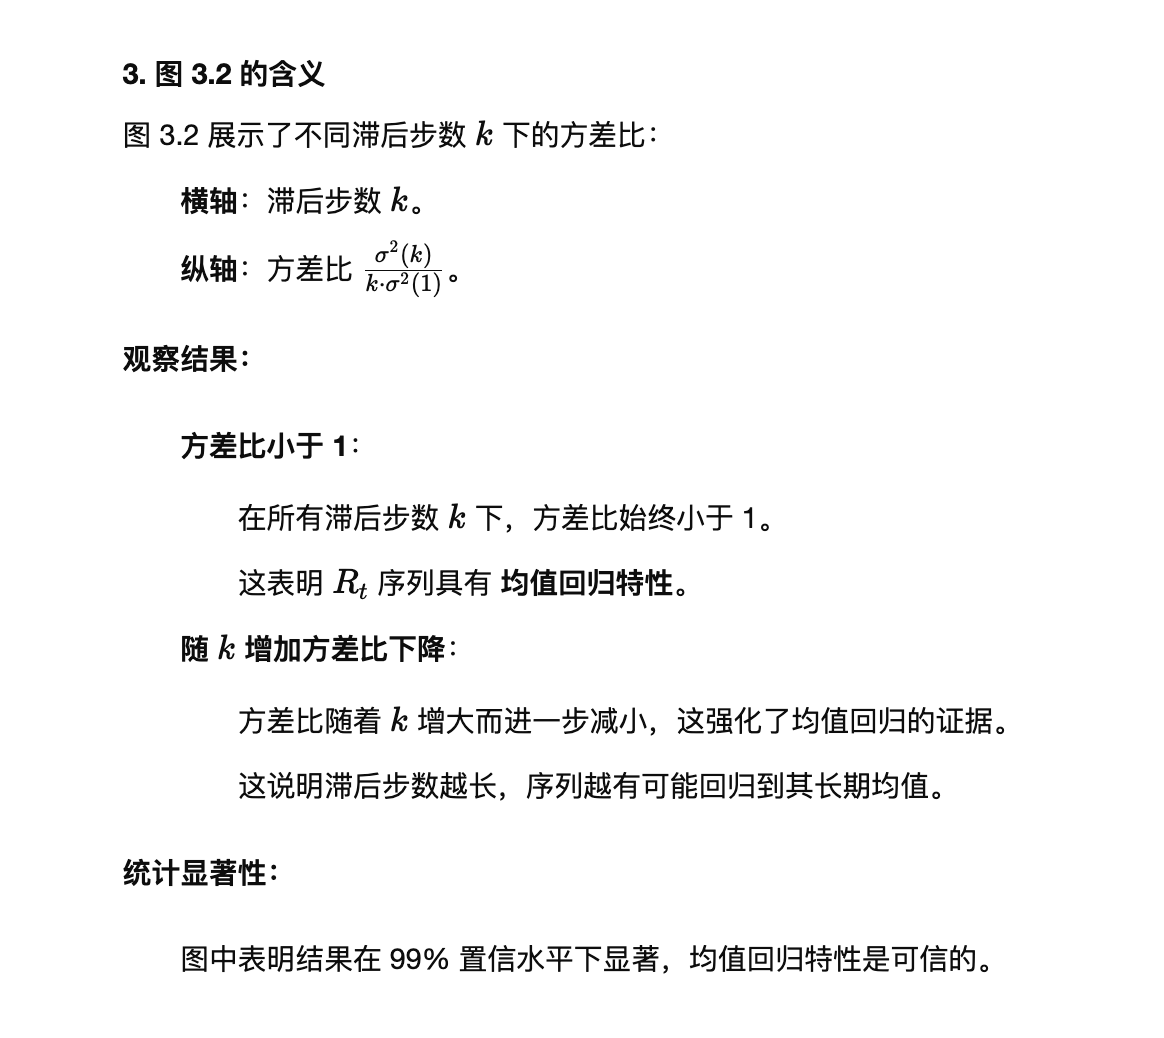 3. 图 3.2 的含义
图 3.2 展示了不同滞后步数 k 下的方差比：
横轴：滞后步数 k。
纵轴：方差比 σ²(k)/k·σ²(1)。
观察结果：
方差比小于 1：
在所有滞后步数 k 下，方差比始终小于 1。
这表明 Rₜ 序列具有 均值回归特性。
随 k 增加方差比下降：
方差比随着 k 增大而进一步减小，这强化了均值回归的证据。
这说明滞后步数越长，序列越有可能回归到其长期均值。
统计显著性：
图中表明结果在 99% 置信水平下显著，均值回归特性是可信的。